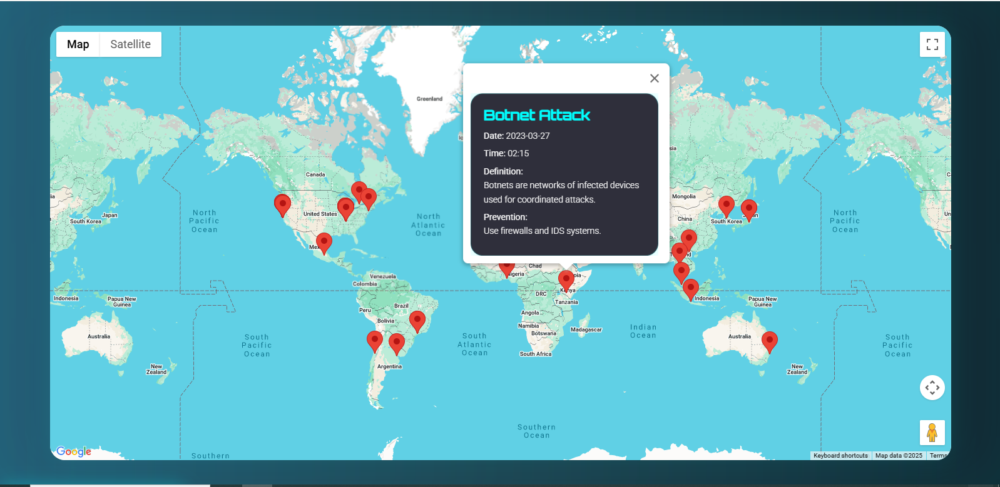 Map
Satellite
Greenland
Botnet Attack
Date: 2023-03-27
Time: 02:15
Definition:
Botnets are networks of infected devices
used for coordinated attacks.
Prevention:
Use firewalls and IDS systems.
Canada
United States
North
Pacific
Ocean
North
Atlantic
Ocean
Japan
South Korea
Mongolia
China
South Korea
North
Pacific
Ocean
Chad
Venezuela
Colombia
DRC
Kenya
Tanzania
Indonesia
Papua New
Guinea
Peru
Brazil
Bolivia
Angola
Namibia
Botswana
Madagascar
South Africa
Indian
Ocean
Indonesia
Papua New
Guinea
Australia
South
Pacific
Ocean
South
Atlantic
Ocean
Australia
South
Pacific
Ocean
New
Zealand
Argentina
New
Zealand
Southern
Ocean
Southern
Google
Keyboard shortcuts
Map data ©2025
Terms